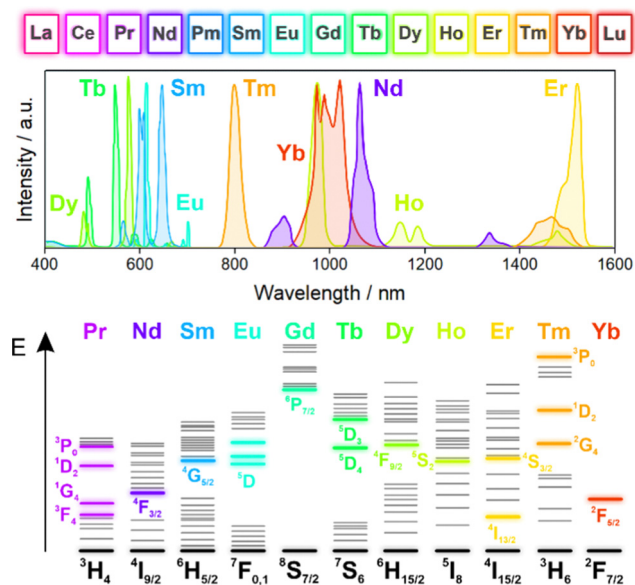 La Ce Pr Nd Pm Sm Eu Gd Tb Dy Ho Er Tm Yb Lu
Intensity / a.u.
Tb Sm Tm Nd Er
Yb
Dy Eu Ho
400 600 800 1000 1200 1400 1600
Wavelength / nm
E Pr Nd Sm Eu Gd Tb Dy Ho Er Tm Yb
³P₀
⁶P₇/₂
¹D₂
⁵D₃
³P₀ ⁵D₄ ⁴F₉/₂ ⁵S₂ ⁴S₃/₂ ²G₄
¹D₂ ⁴G₅/₂ ⁵D
¹G₄ ⁴F₃/₂ ²F₅/₂
³F₄ ⁴I₁₃/₂
³H₄ ⁴I₉/₂ ⁶H₅/₂ ⁷F₀,₁ ⁸S₇/₂ ⁷S₆ ⁶H₁₅/₂ ⁵I₈ ⁴I₁₅/₂ ³H₆ ²F₇/₂